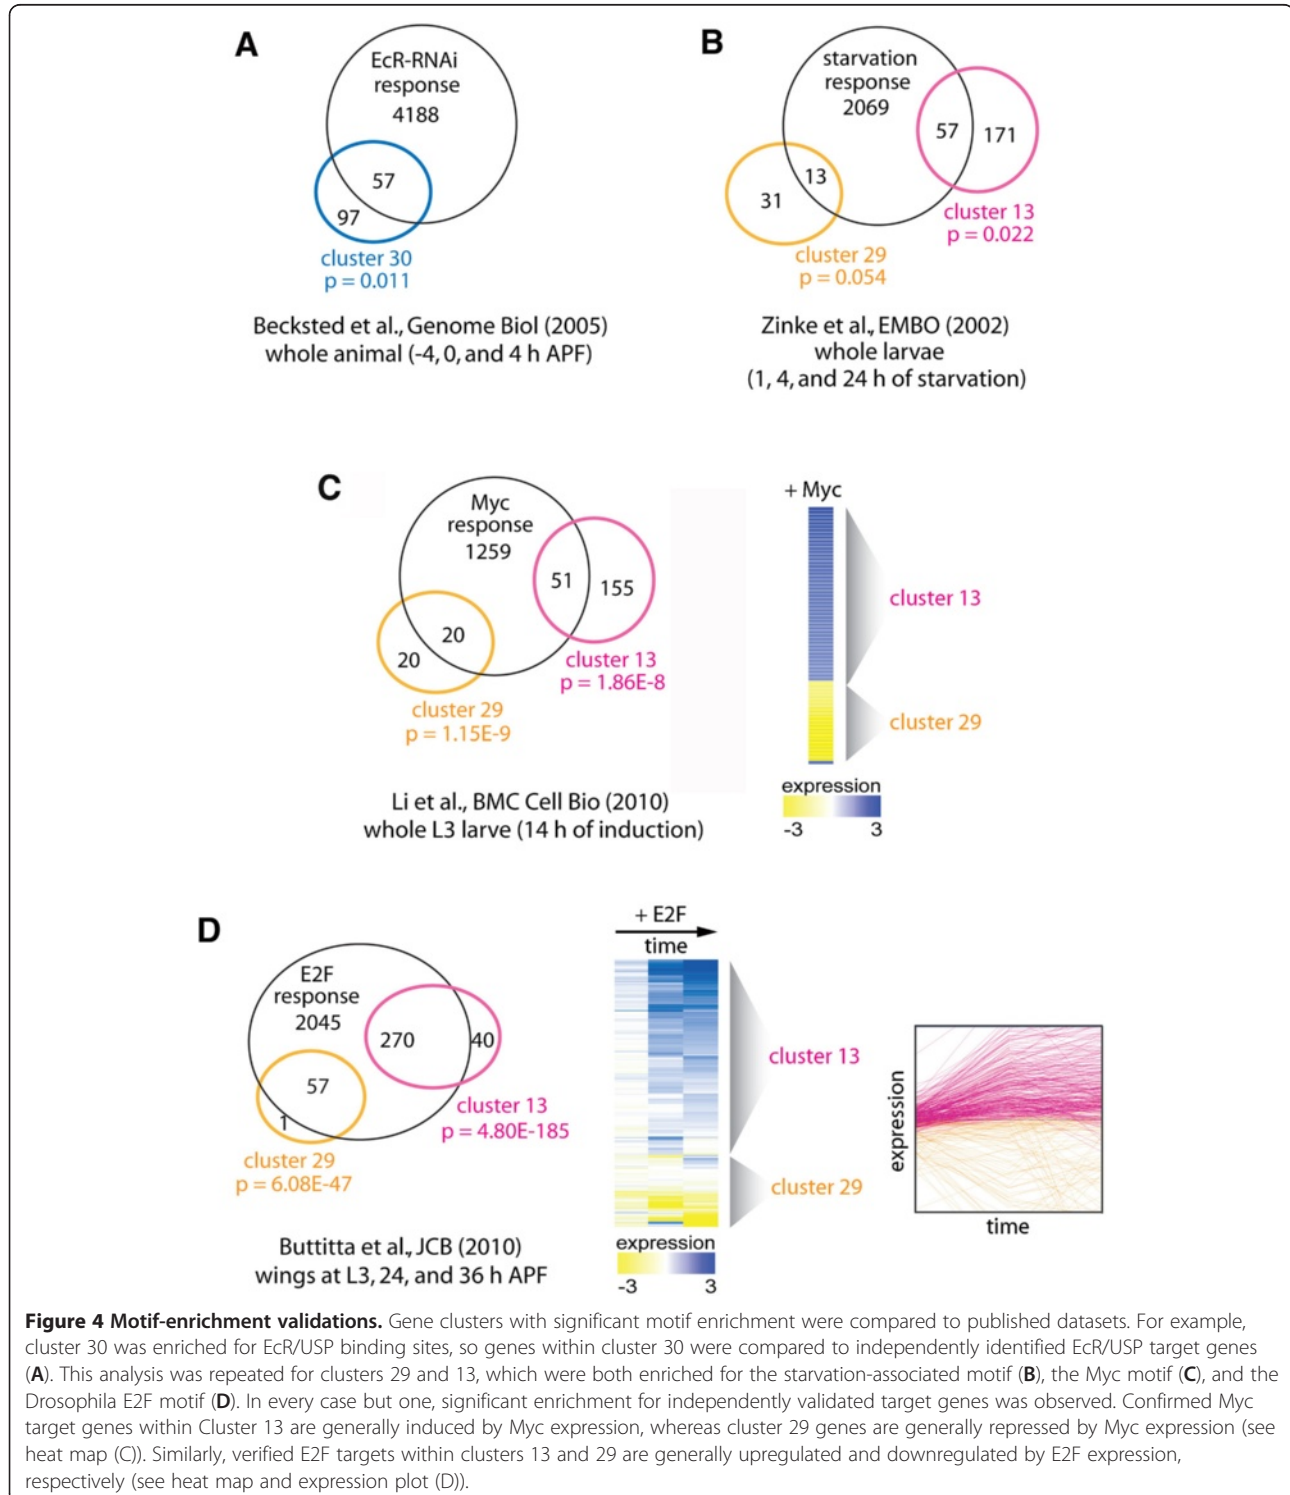 A
EcR-RNAi
response
4188
57
97
cluster 30
p = 0.011
Becksted et al., Genome Biol (2005)
whole animal (-4, 0, and 4 h APF)
B
starvation
response
2069
57
171
13
31
cluster 13
p = 0.022
cluster 29
p = 0.054
Zinke et al., EMBO (2002)
whole larvae
(1, 4, and 24 h of starvation)
C
Myc
response
1259
51
155
20
20
cluster 13
p = 1.86E-8
cluster 29
p = 1.15E-9
Li et al., BMC Cell Bio (2010)
whole L3 larve (14 h of induction)
+ Myc
cluster 13
cluster 29
expression
-3 3
D
E2F
response
2045
270
40
57
1
cluster 13
p = 4.80E-185
cluster 29
p = 6.08E-47
Buttitta et al., JCB (2010)
wings at L3, 24, and 36 h APF
+ E2F
time
cluster 13
cluster 29
expression
-3 3
expression
time
Figure 4 Motif-enrichment validations. Gene clusters with significant motif enrichment were compared to published datasets. For example,
cluster 30 was enriched for EcR/USP binding sites, so genes within cluster 30 were compared to independently identified EcR/USP target genes
(A). This analysis was repeated for clusters 29 and 13, which were both enriched for the starvation-associated motif (B), the Myc motif (C), and the
Drosophila E2F motif (D). In every case but one, significant enrichment for independently validated target genes was observed. Confirmed Myc
target genes within Cluster 13 are generally induced by Myc expression, whereas cluster 29 genes are generally repressed by Myc expression (see
heat map (C)). Similarly, verified E2F targets within clusters 13 and 29 are generally upregulated and downregulated by E2F expression,
respectively (see heat map and expression plot (D)).